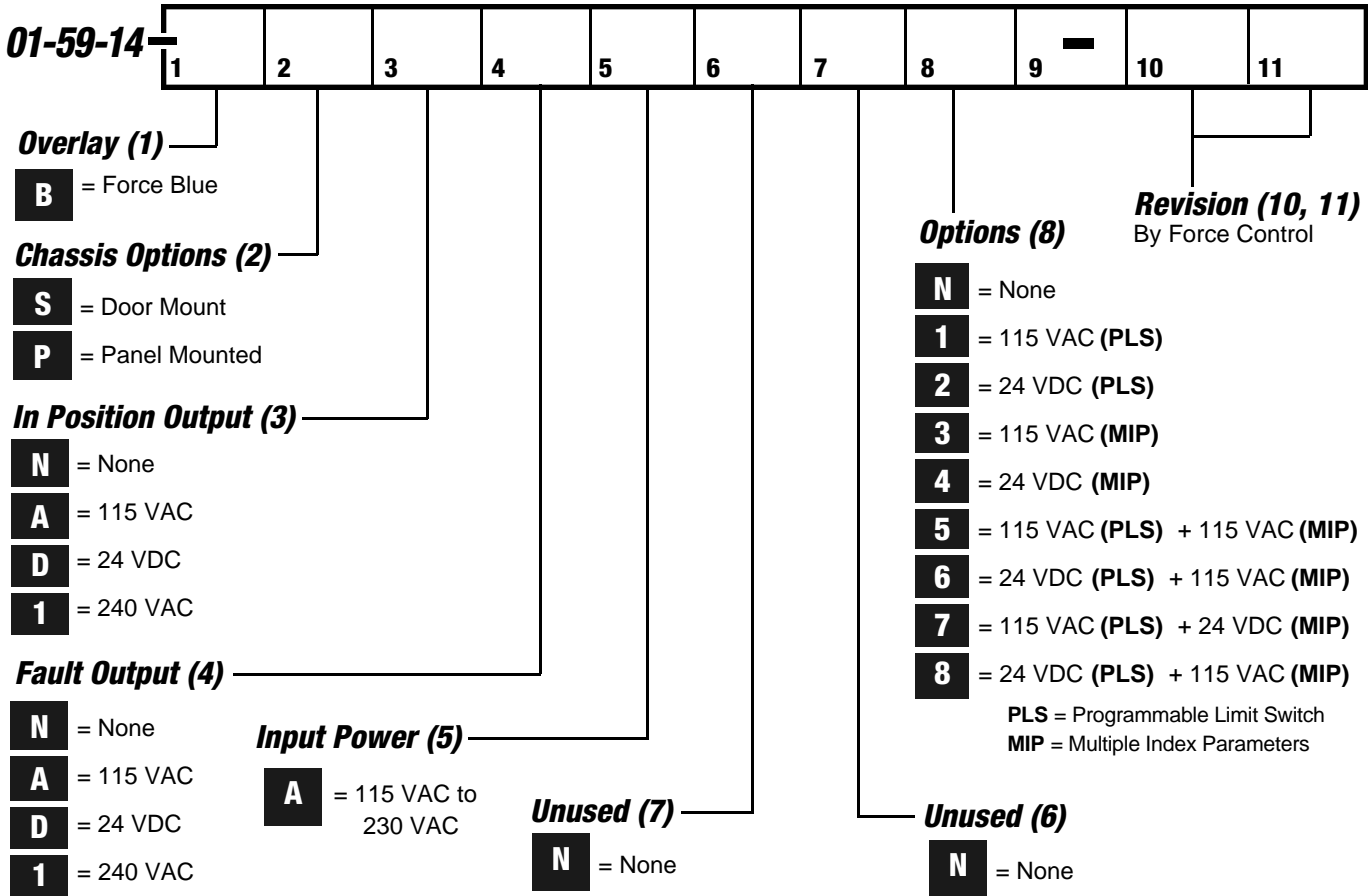 01-59-14-
1 2 3 4 5 6 7 8 9 - 10 11
Overlay (1)
B = Force Blue
Chassis Options (2)
S = Door Mount
P = Panel Mounted
In Position Output (3)
N = None
A = 115 VAC
D = 24 VDC
1 = 240 VAC
Fault Output (4)
N = None
A = 115 VAC
D = 24 VDC
1 = 240 VAC
Input Power (5)
A = 115 VAC to
230 VAC
Unused (7)
N = None
Unused (6)
N = None
Options (8)
N = None
1 = 115 VAC (PLS)
2 = 24 VDC (PLS)
3 = 115 VAC (MIP)
4 = 24 VDC (MIP)
5 = 115 VAC (PLS) + 115 VAC (MIP)
6 = 24 VDC (PLS) + 115 VAC (MIP)
7 = 115 VAC (PLS) + 24 VDC (MIP)
8 = 24 VDC (PLS) + 115 VAC (MIP)
PLS = Programmable Limit Switch
MIP = Multiple Index Parameters
Revision (10, 11)
By Force Control